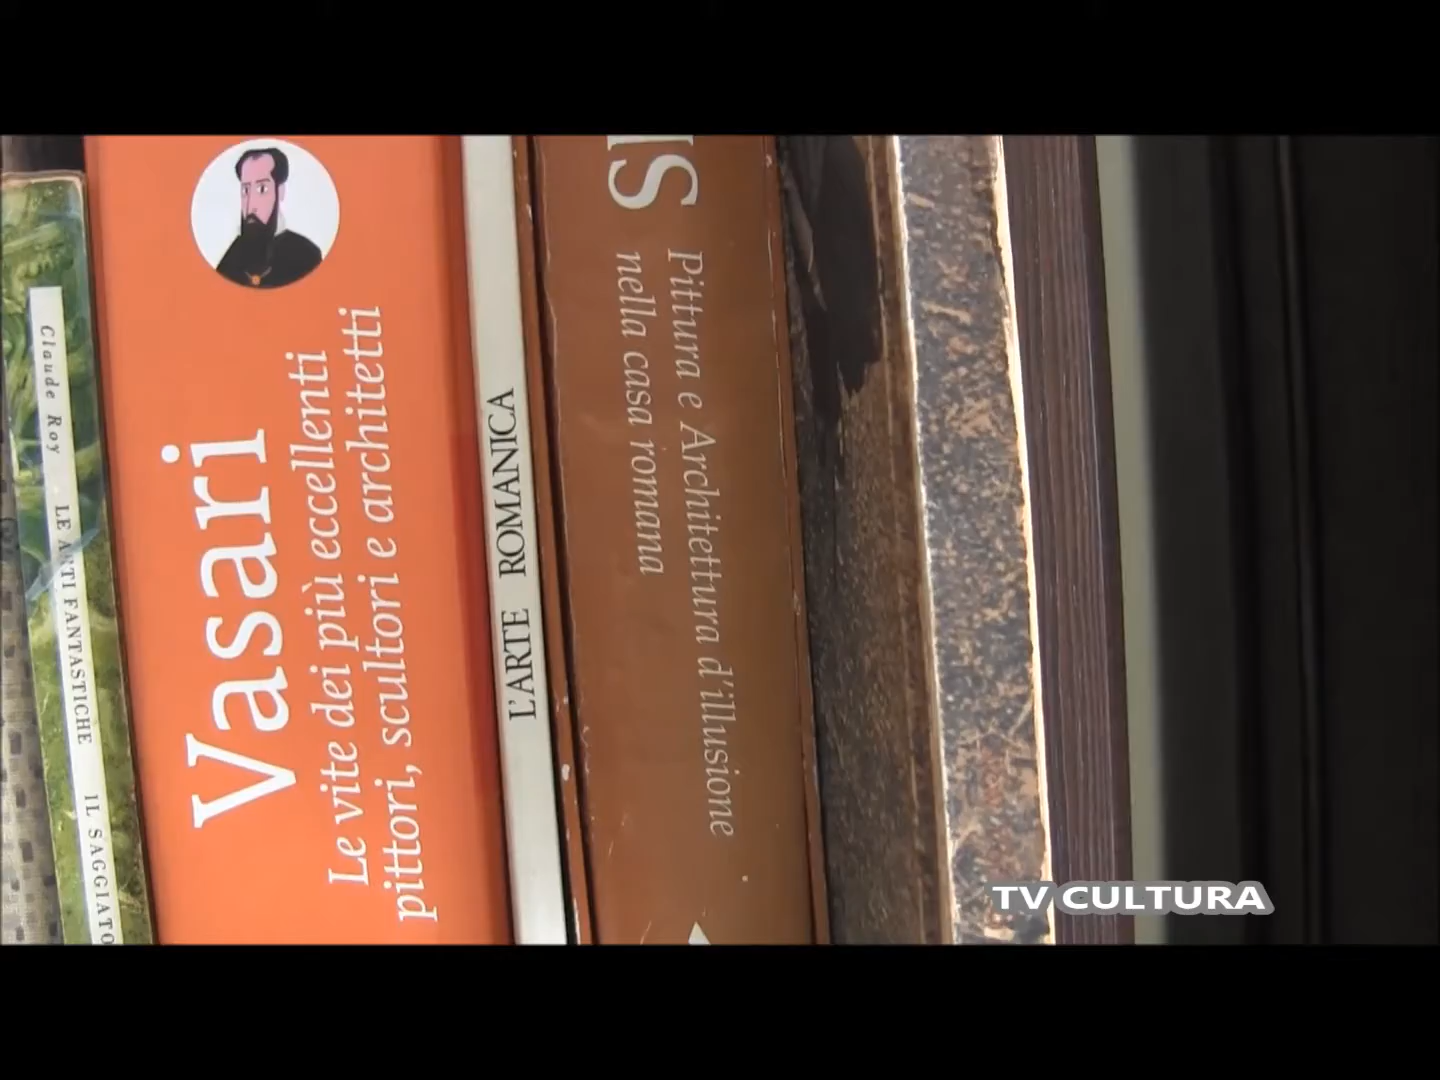 Claude Roy . LE ARTI FANTASTICHE IL SAGGIATO
Vasari
Le vite dei più eccellenti
pittori, scultori e architetti
L'ARTE ROMANICA
Pittura e Architettura d'illusione
nella casa romana
TV CULTURA